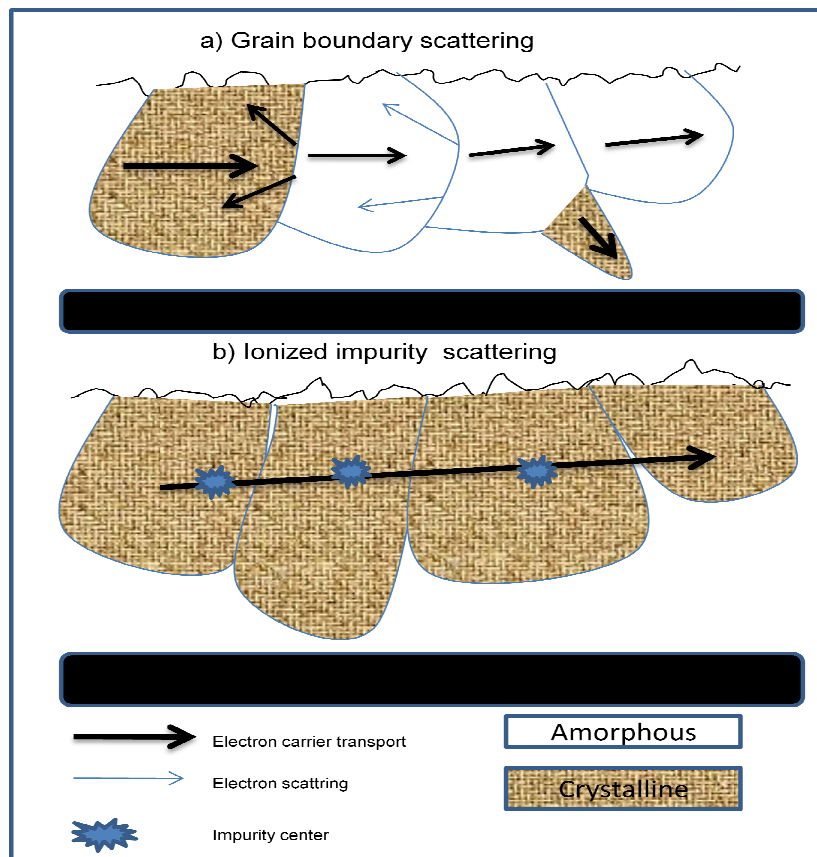 a) Grain boundary scattering
b) Ionized impurity scattering
Electron carrier transport
Amorphous
Electron scattring
Crystalline
Impurity center